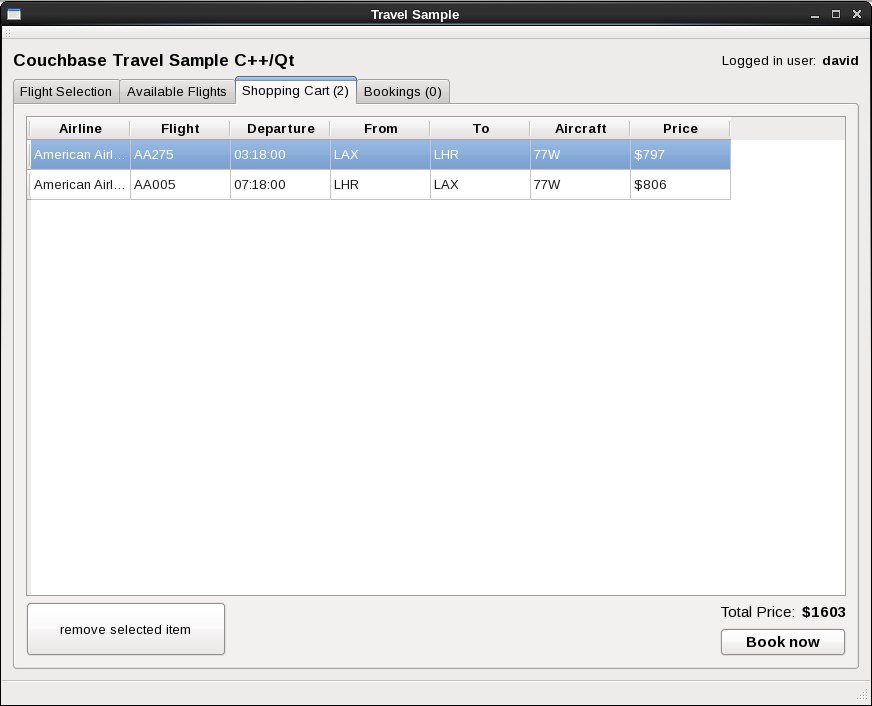 Travel Sample
Couchbase Travel Sample C++/Qt
Logged in user: david
Flight Selection Available Flights Shopping Cart (2) Bookings (0)
Airline Flight Departure From To Aircraft Price
American Airl... AA275 03:18:00 LAX LHR 77W $797
American Airl... AA005 07:18:00 LHR LAX 77W $806
remove selected item
Total Price: $1603
Book now